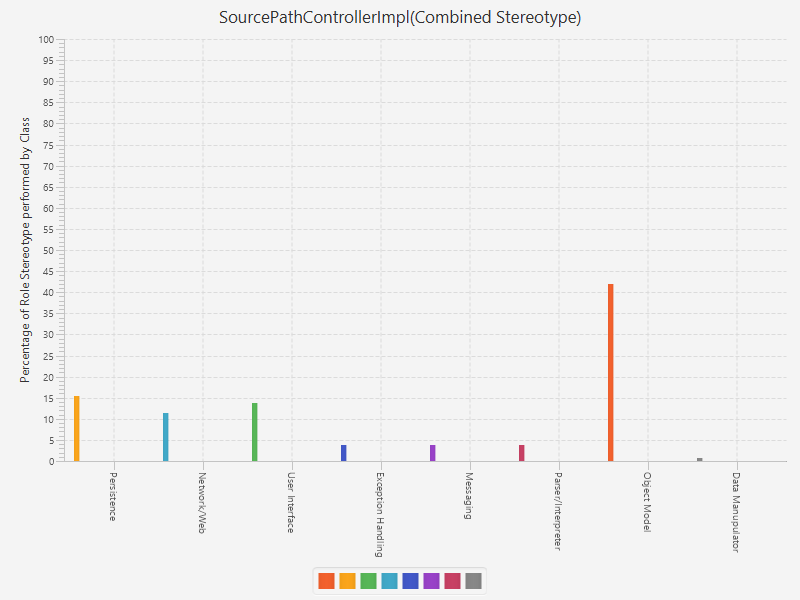 SourcePathControllerImpl(Combined Stereotype)
Percentage of Role Stereotype performed by Class
100
95
90
85
80
75
70
65
60
55
50
45
40
35
30
25
20
15
10
5
0
Persistence
Network/Web
User Interface
Exception Handling
Messaging
Parser/Interpreter
Object Model
Data Manupulator